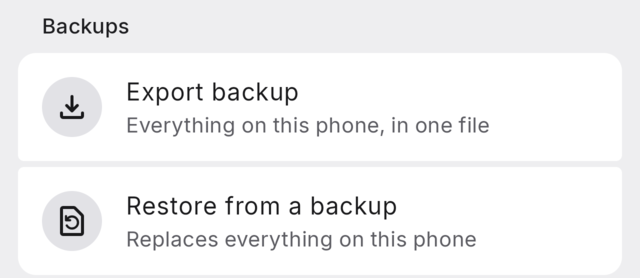 Backups
Export backup
Everything on this phone, in one file
Restore from a backup
Replaces everything on this phone